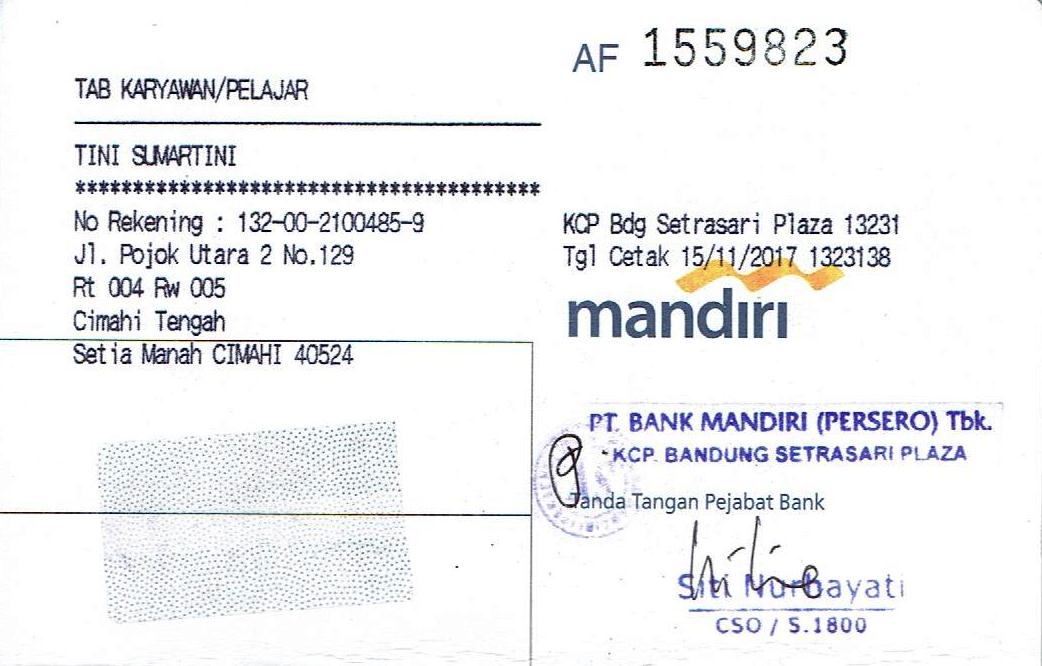 AF 1559823
TAB KARYAWAN/PELAJAR
TINI SUMARTINI
****************************************
No Rekening : 132-00-2100485-9
Jl. Pojok Utara 2 No.129
Rt 004 Rw 005
Cimahi Tengah
Setia Manah CIMAHI 40524
KCP Bdg Setrasari Plaza 13231
Tgl Cetak 15/11/2017 1323138
mandiri
PT. BANK MANDIRI (PERSERO) Tbk.
KCP. BANDUNG SETRASARI PLAZA
Tanda Tangan Pejabat Bank
Siti Nurbayati
CSO / S.1800